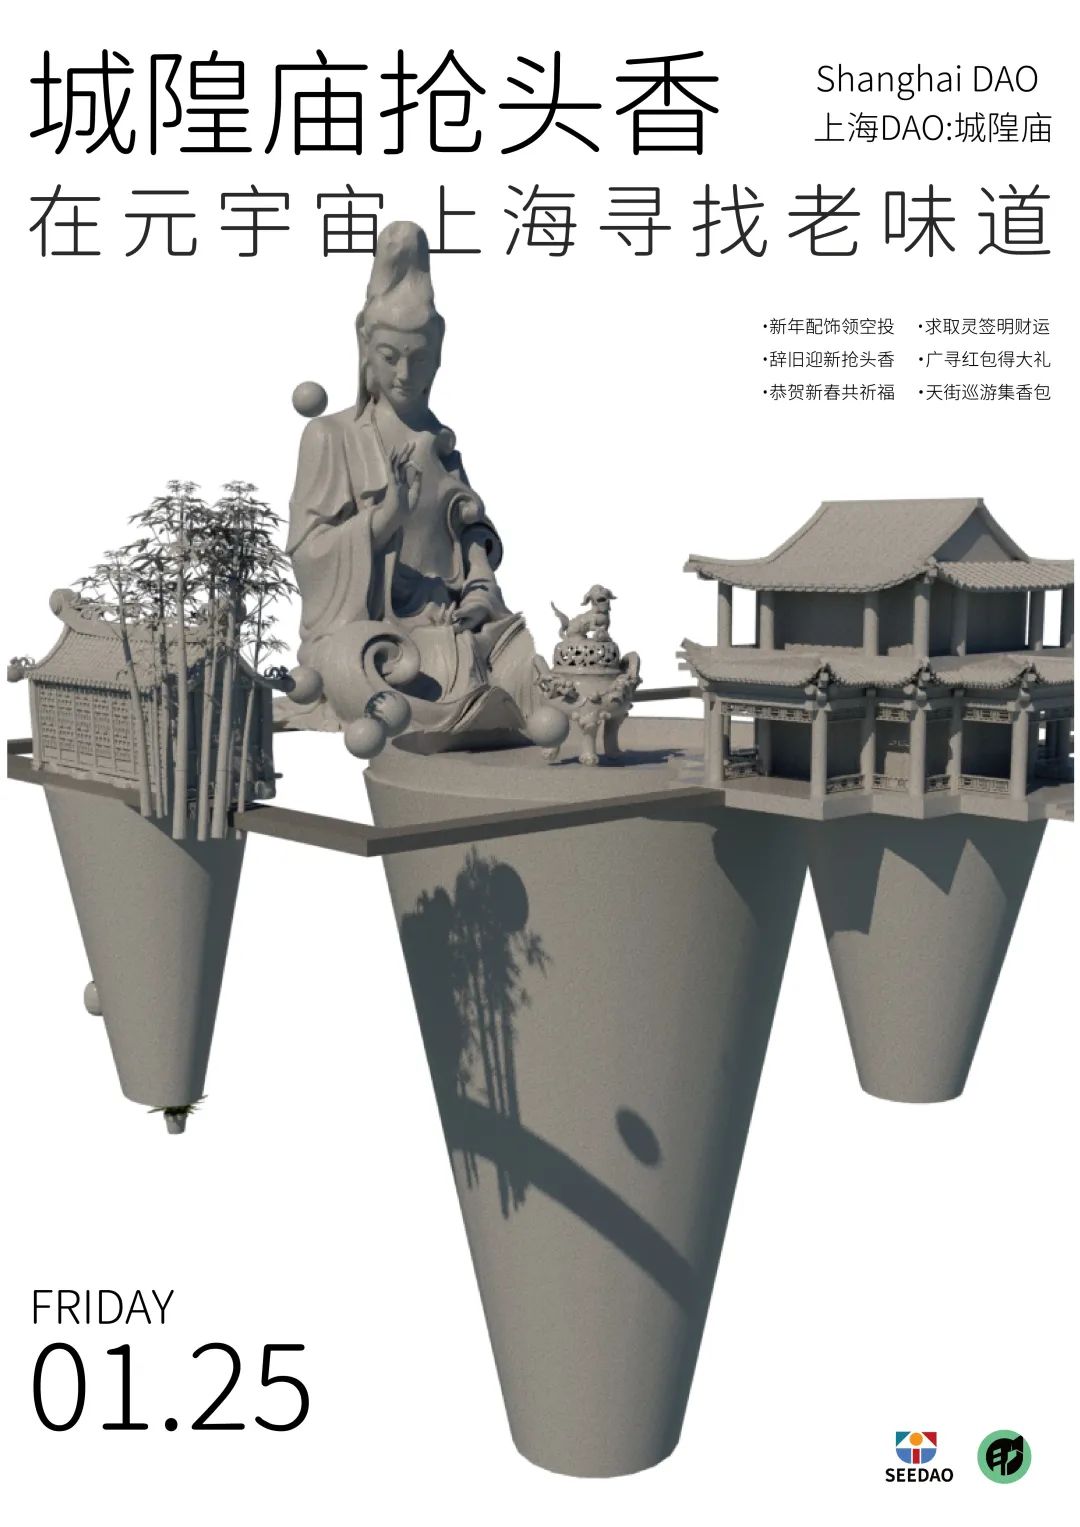 城隍庙抢头香
Shanghai DAO
上海DAO:城隍庙
在元宇宙上海寻找老味道
·新年配饰领空投 ·求取灵签明财运
·辞旧迎新抢头香 ·广寻红包得大礼
·恭贺新春共祈福 ·天街巡游集香包
FRIDAY
01.25
SEEDAO